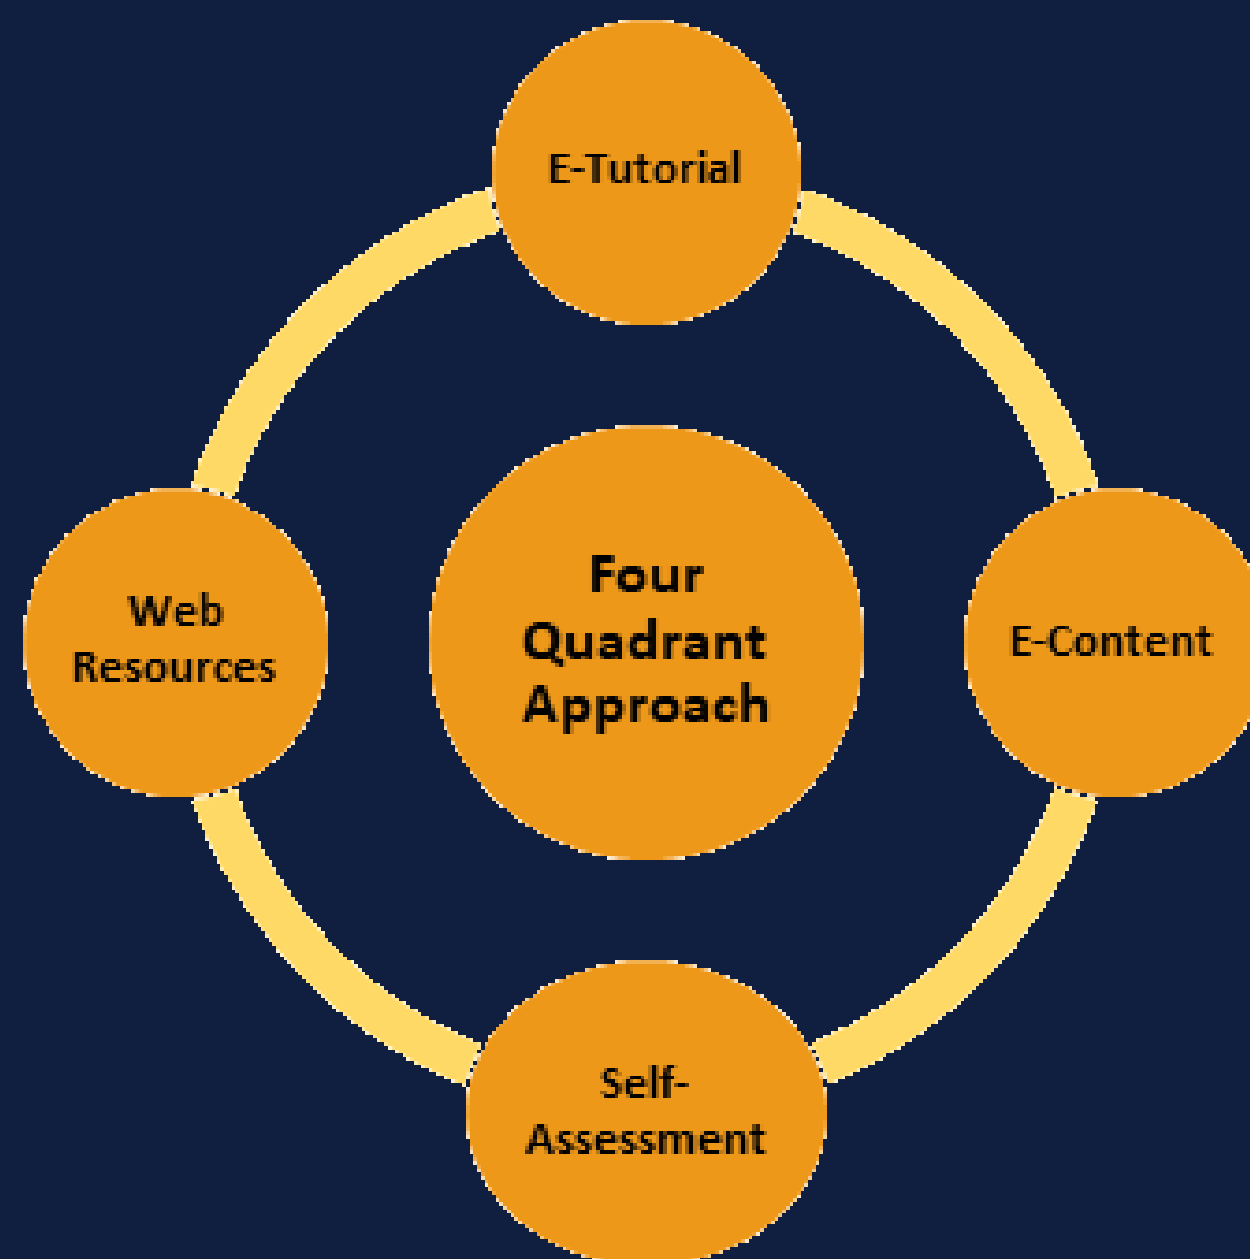 E-Tutorial
Web
Resources
Four
Quadrant
Approach
E-Content
Self-
Assessment